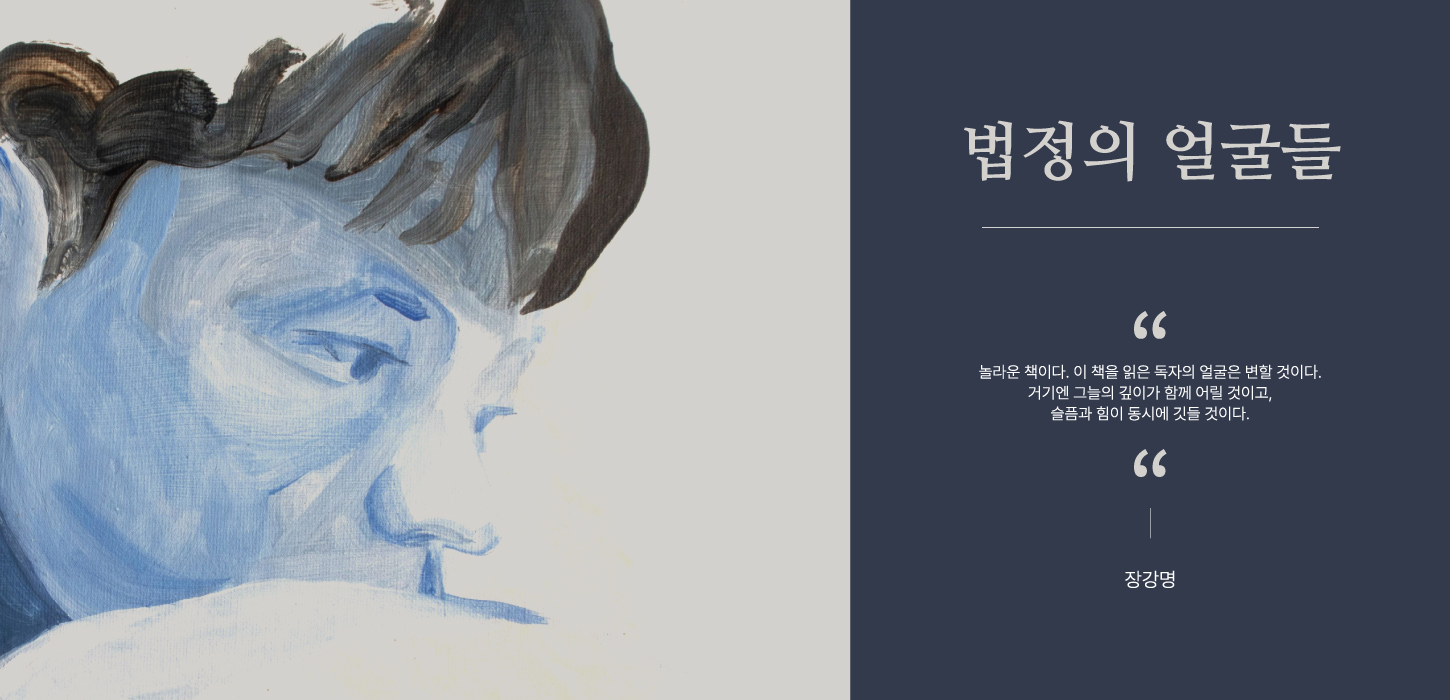 법정의 얼굴들
“
놀라운 책이다. 이 책을 읽은 독자의 얼굴은 변할 것이다.
거기엔 그늘의 깊이가 함께 어릴 것이고,
슬픔과 힘이 동시에 깃들 것이다.
“
장강명